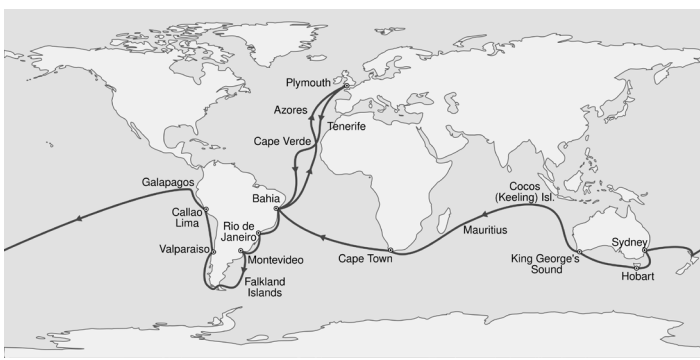 Plymouth
Azores
Tenerife
Cape Verde
Galapagos
Cocos
(Keeling) Isl.
Bahia
Callao
Lima
Rio de
Janeiro
Mauritius
Sydney
Valparaiso
Montevideo
Cape Town
King George's
Sound
Hobart
Falkland
Islands